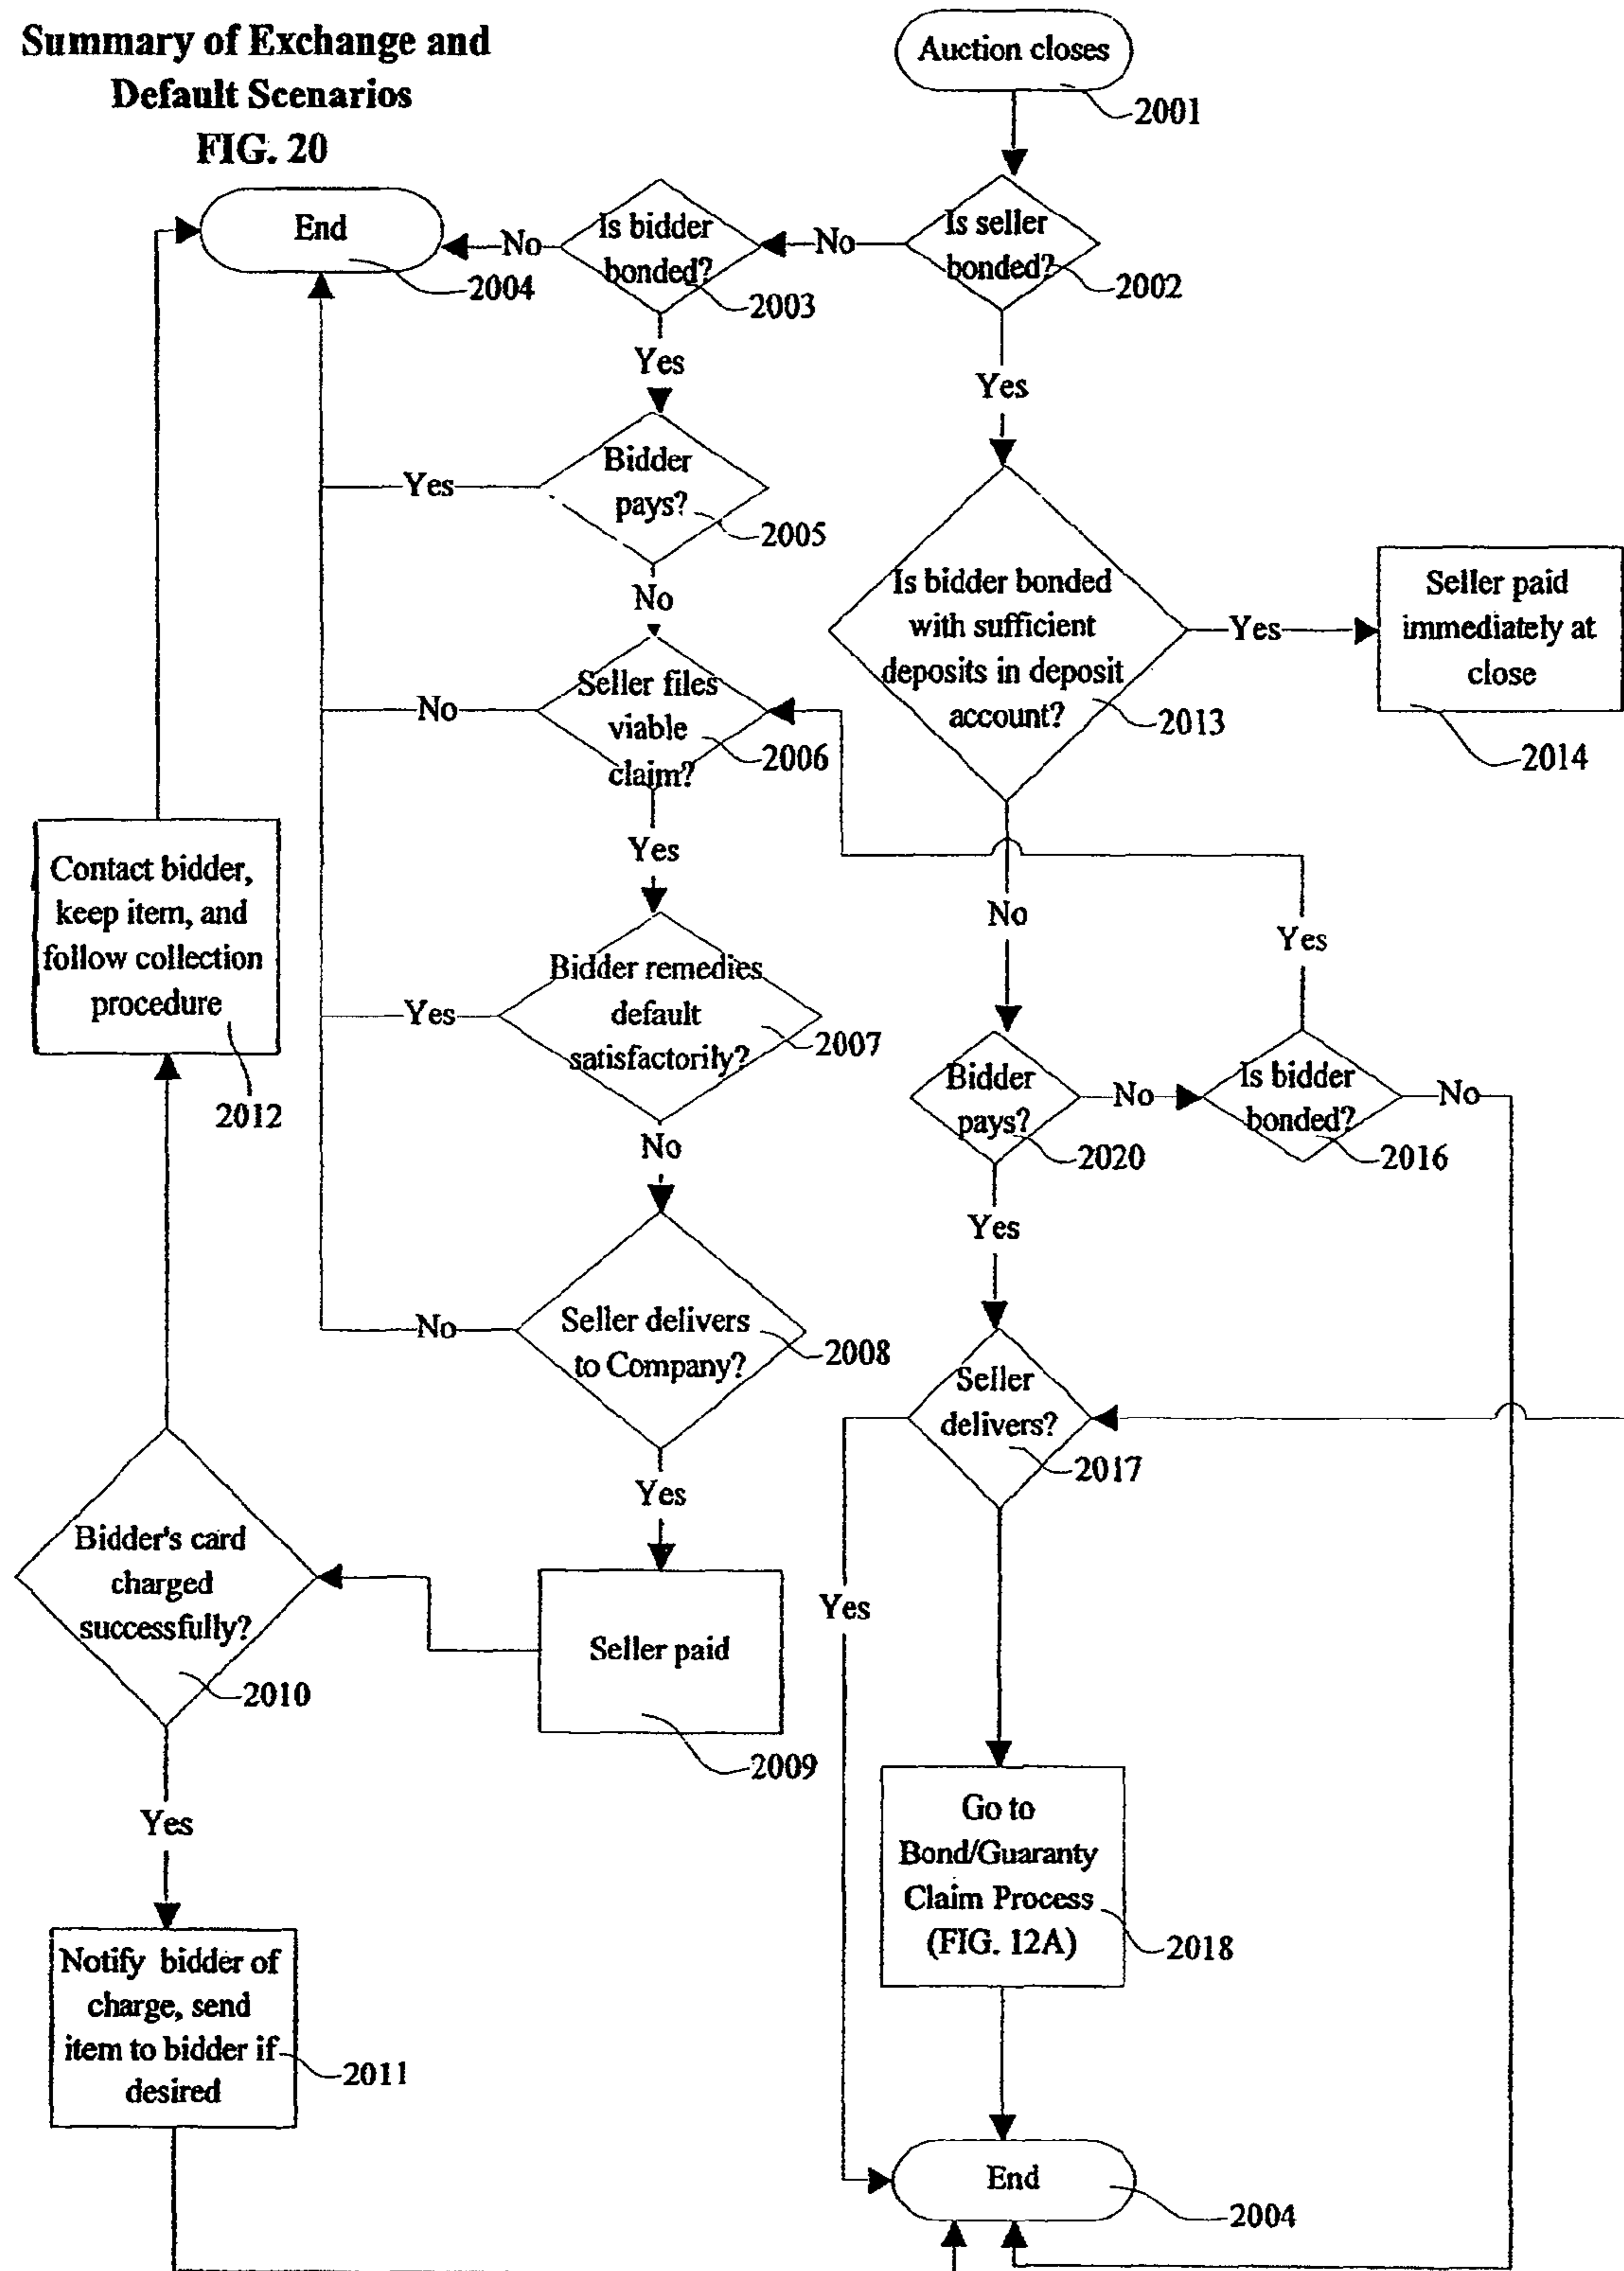 Summary of Exchange and
Default Scenarios
FIG. 20
Auction closes
2001
Is seller
bonded?
2002
No
Is bidder
bonded?
2003
No
End
2004
Yes
Yes
Bidder
pays?
2005
Yes
No
Is bidder bonded
with sufficient
deposits in deposit
account?
2013
Yes
Seller paid
immediately at
close
2014
Seller files
viable
claim?
2006
No
Yes
No
Yes
Contact bidder,
keep item, and
follow collection
procedure
2012
Bidder remedies
default
satisfactorily?
2007
Yes
No
Bidder
pays?
2020
No
Is bidder
bonded?
2016
No
Yes
Seller delivers
to Company?
2008
No
Yes
Seller
delivers?
2017
Yes
Bidder's card
charged
successfully?
2010
Seller paid
2009
Yes
Go to
Bond/Guaranty
Claim Process
(FIG. 12A)
2018
Notify bidder of
charge, send
item to bidder if
desired
2011
End
2004